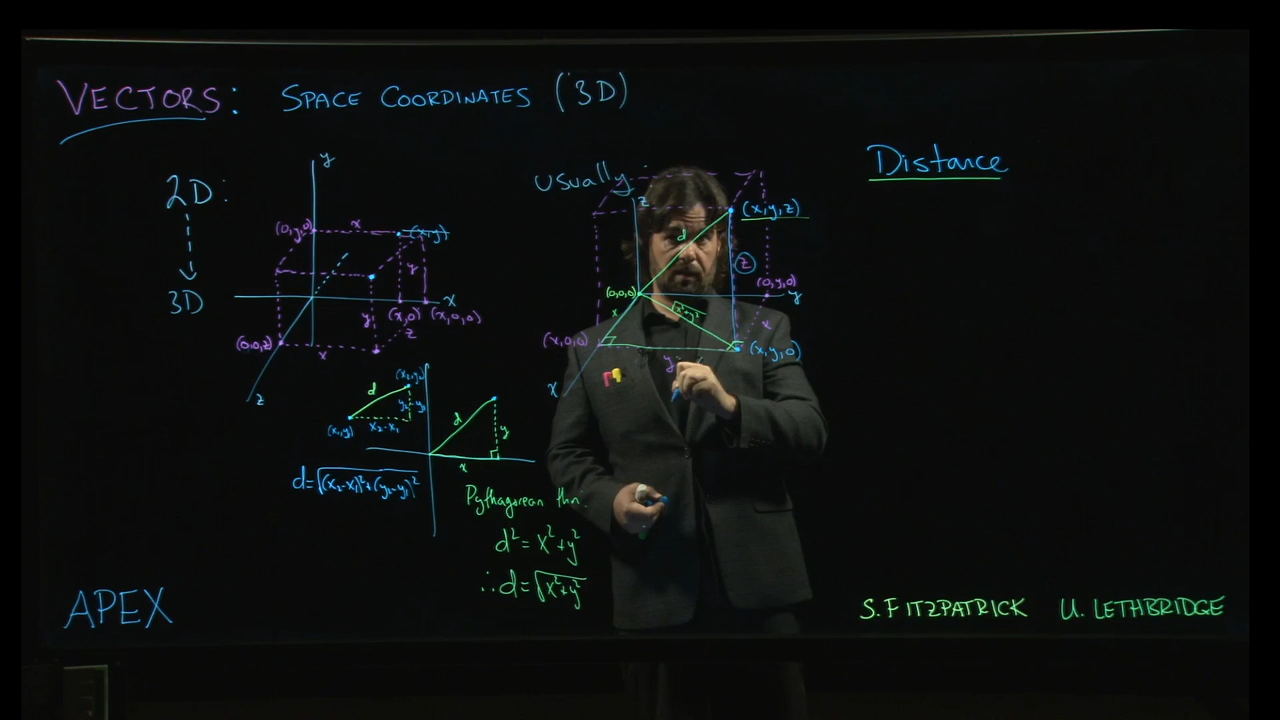 VECTORS: SPACE COORDINATES (3D)
2D:
3D
y
(0,y,0)
x
(x,y)
y
x
(x,0)
(x,0,0)
y
z
(0,0,z)
x
z
usually
z
(x,y,z)
d
z
(0,0,0)
(0,y,0)
y
x
√x²+y²
x
(x,0,0)
(x,y,0)
y
x
Distance
(x₂,y₂)
d
y₂-y₁
(x₁,y₁)
x₂-x₁
d=√(x₂-x₁)²+(y₂-y₁)²
d
y
x
Pythagorean thm.
d²=x²+y²
∴d=√x²+y²
APEX
S. FITZPATRICK U. LETHBRIDGE